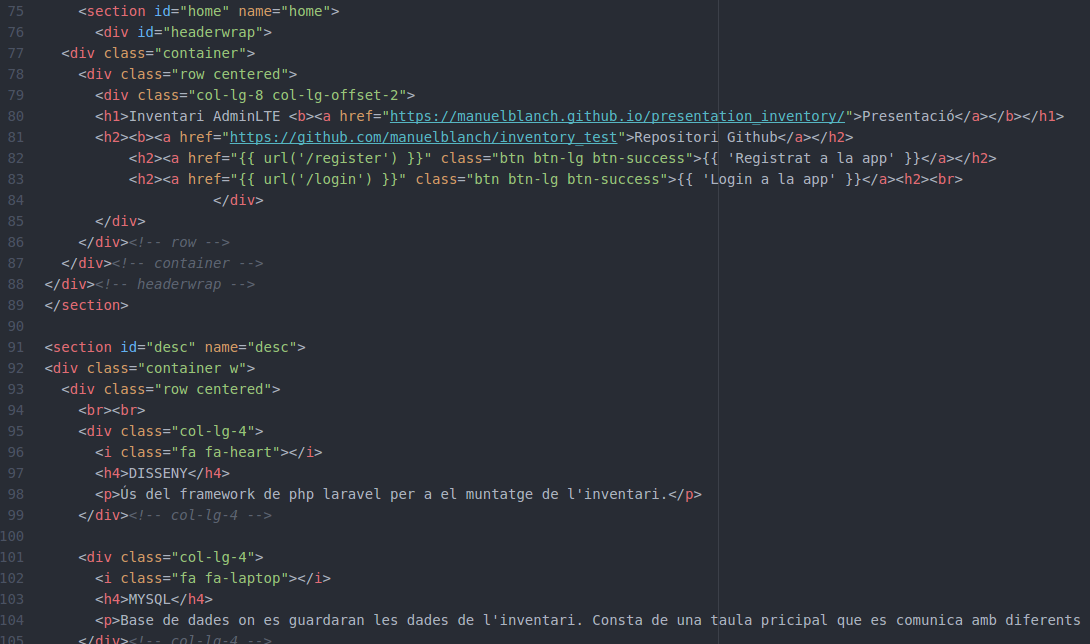 75 <section id="home" name="home">
76 <div id="headerwrap">
77 <div class="container">
78 <div class="row centered">
79 <div class="col-lg-8 col-lg-offset-2">
80 <h1>Inventari AdminLTE <b><a href="https://manuelblanch.github.io/presentation_inventory/">Presentació</a></b></h1>
81 <h2><b><a href="https://github.com/manuelblanch/inventory_test">Repositori Github</a></h2>
82 <h2><a href="{{ url('/register') }}" class="btn btn-lg btn-success">{{ 'Registrat a la app' }}</a></h2>
83 <h2><a href="{{ url('/login') }}" class="btn btn-lg btn-success">{{ 'Login a la app' }}</a><h2><br>
84 </div>
85 </div>
86 </div><!-- row -->
87 </div><!-- container -->
88 </div><!-- headerwrap -->
89 </section>
90
91 <section id="desc" name="desc">
92 <div class="container w">
93 <div class="row centered">
94 <br><br>
95 <div class="col-lg-4">
96 <i class="fa fa-heart"></i>
97 <h4>DISSENY</h4>
98 <p>Ús del framework de php laravel per a el muntatge de l'inventari.</p>
99 </div><!-- col-lg-4 -->
100
101 <div class="col-lg-4">
102 <i class="fa fa-laptop"></i>
103 <h4>MYSQL</h4>
104 <p>Base de dades on es guardaran les dades de l'inventari. Consta de una taula pricipal que es comunica amb diferents
105 </div><!-- col-lg-4 -->